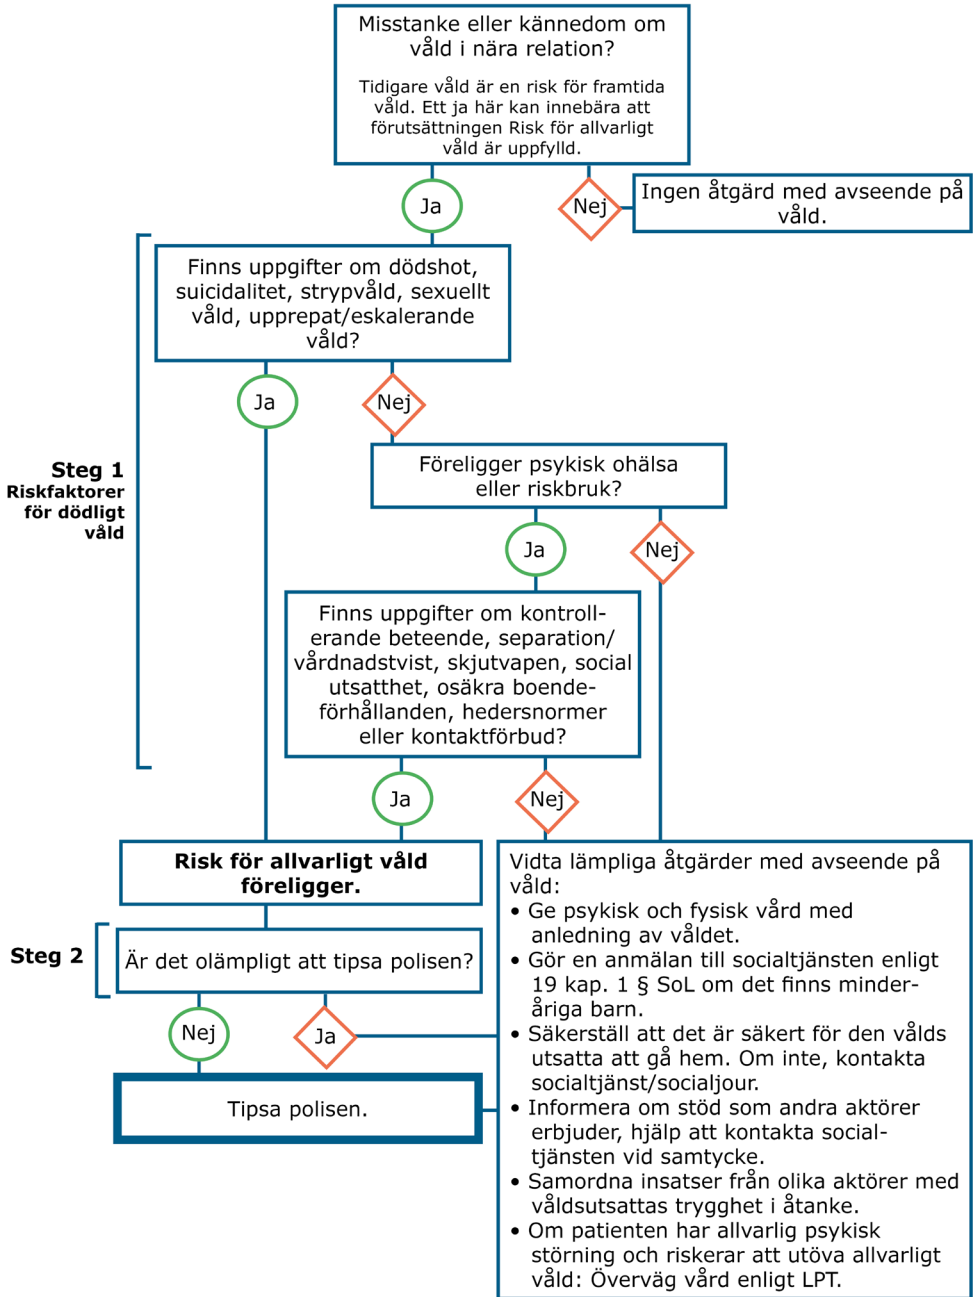 Misstanke eller kännedom om
våld i nära relation?
Tidigare våld är en risk för framtida
våld. Ett ja här kan innebära att
förutsättningen Risk för allvarligt
våld är uppfylld.
Ja
Nej
Ingen åtgärd med avseende på
våld.
Finns uppgifter om dödshot,
suicidalitet, strypvåld, sexuellt
våld, upprepat/eskalerande
våld?
Ja
Nej
Steg 1
Riskfaktorer
för dödligt
våld
Föreligger psykisk ohälsa
eller riskbruk?
Ja
Nej
Finns uppgifter om kontroll-
erande beteende, separation/
vårdnadstvist, skjutvapen, social
utsatthet, osäkra boende-
förhållanden, hedersnormer
eller kontaktförbud?
Ja
Nej
Risk för allvarligt våld
föreligger.
Steg 2
Är det olämpligt att tipsa polisen?
Nej
Ja
Tipsa polisen.
Vidta lämpliga åtgärder med avseende på
våld:
• Ge psykisk och fysisk vård med
anledning av våldet.
• Gör en anmälan till socialtjänsten enligt
19 kap. 1 § SoL om det finns minder-
åriga barn.
• Säkerställ att det är säkert för den vålds
utsatta att gå hem. Om inte, kontakta
socialtjänst/socialjour.
• Informera om stöd som andra aktörer
erbjuder, hjälp att kontakta social-
tjänsten vid samtycke.
• Samordna insatser från olika aktörer med
våldsutsattas trygghet i åtanke.
• Om patienten har allvarlig psykisk
störning och riskerar att utöva allvarligt
våld: Överväg vård enligt LPT.